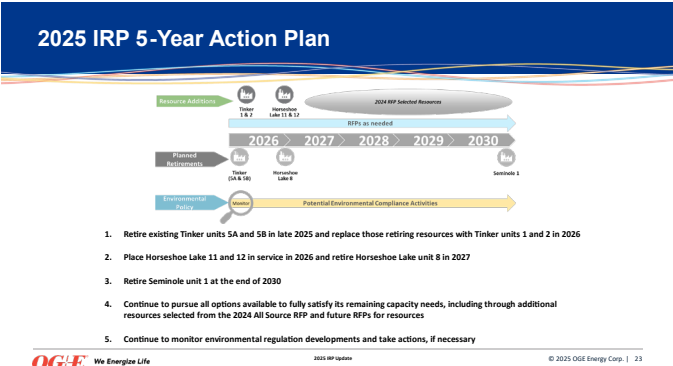 2025 IRP 5-Year Action Plan
Resource Additions
Tinker
1 & 2
Horseshoe
Lake 11 & 12
2024 RFP Selected Resources
RFPs as needed
2026 2027 2028 2029 2030
Planned
Retirements
Tinker
(5A & 5B)
Horseshoe
Lake 8
Seminole 1
Environmental
Policy
Monitor
Potential Environmental Compliance Activities
1. Retire existing Tinker units 5A and 5B in late 2025 and replace those retiring resources with Tinker units 1 and 2 in 2026
2. Place Horseshoe Lake 11 and 12 in service in 2026 and retire Horseshoe Lake unit 8 in 2027
3. Retire Seminole unit 1 at the end of 2030
4. Continue to pursue all options available to fully satisfy its remaining capacity needs, including through additional
resources selected from the 2024 All Source RFP and future RFPs for resources
5. Continue to monitor environmental regulation developments and take actions, if necessary
OG+E We Energize Life
2025 IRP Update
© 2025 OGE Energy Corp. | 23